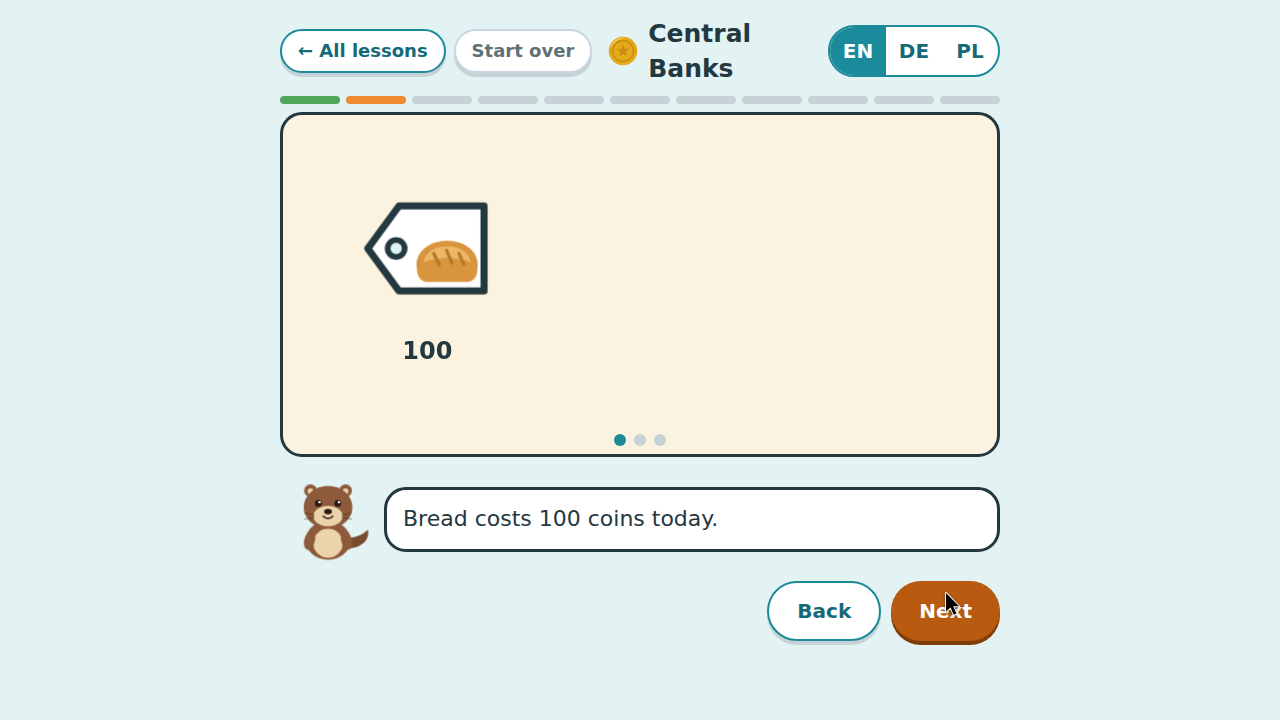 ← All lessons
Start over
Central
Banks
EN DE PL
100
Bread costs 100 coins today.
Back
Next